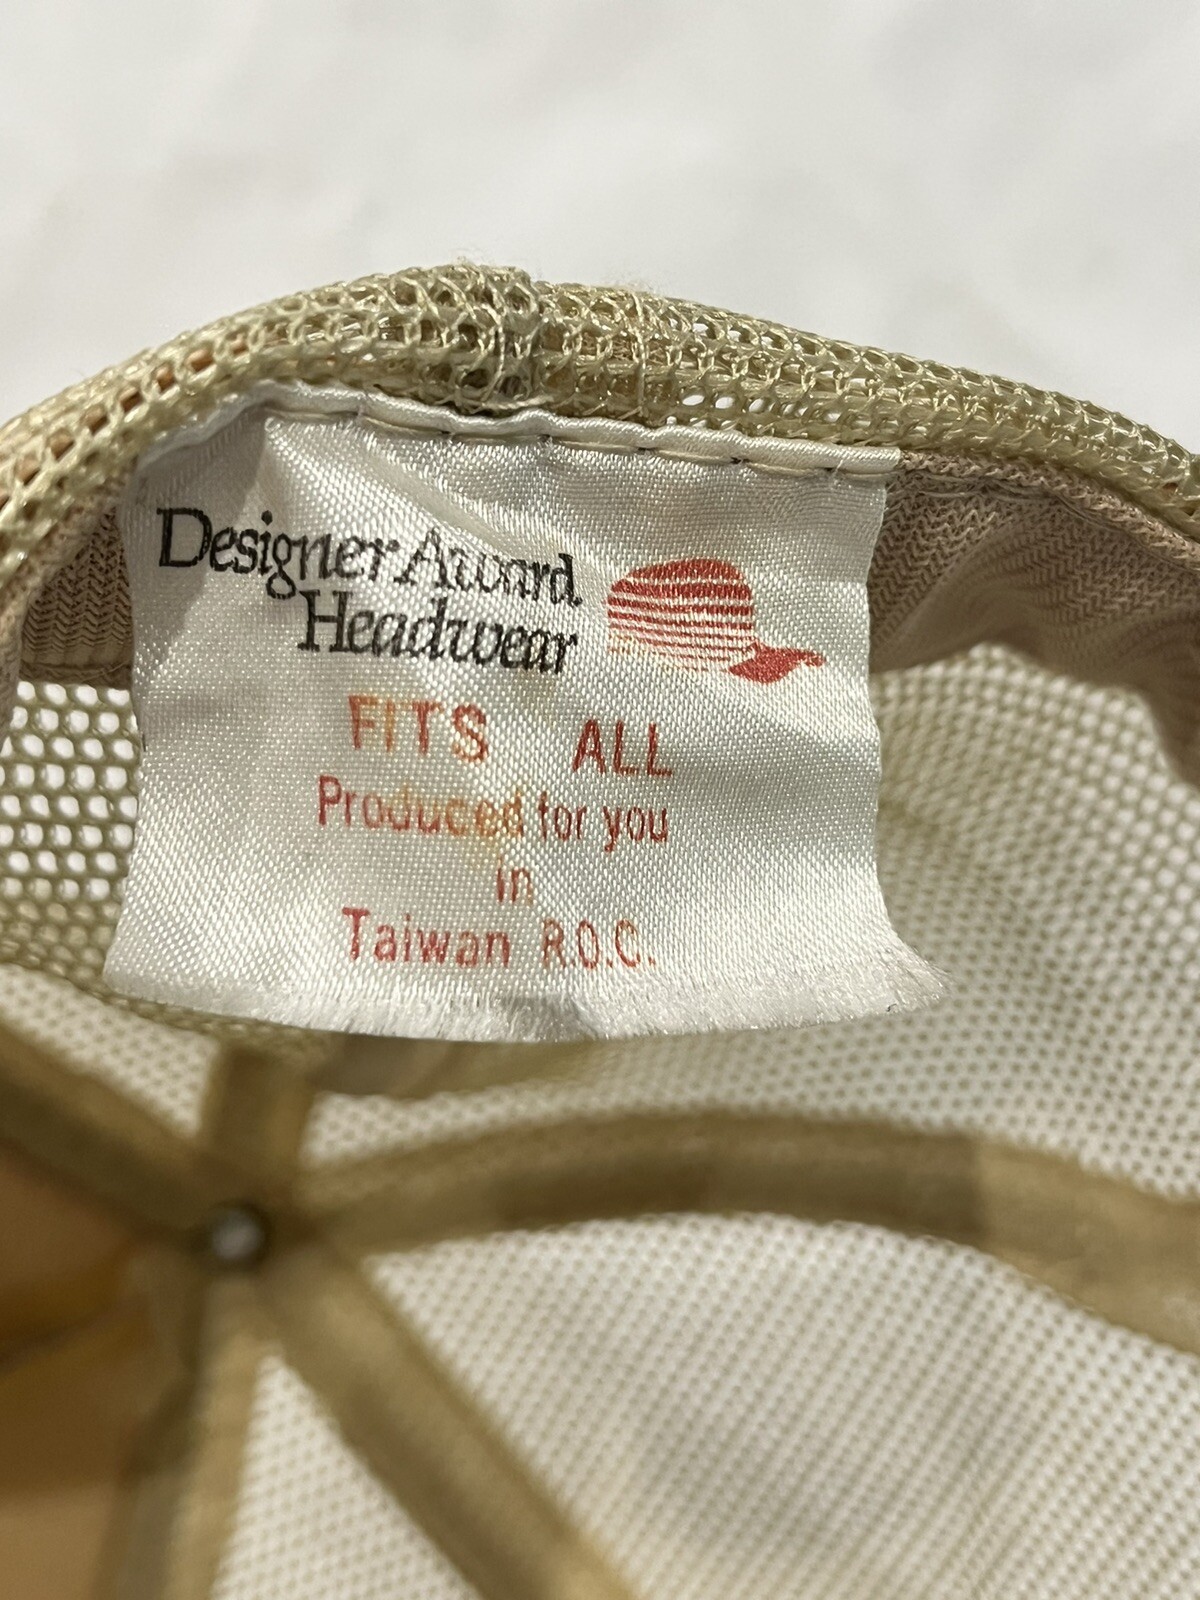 Designer Award
Headwear
FITS ALL
Produced for you
in
Taiwan R.O.C.